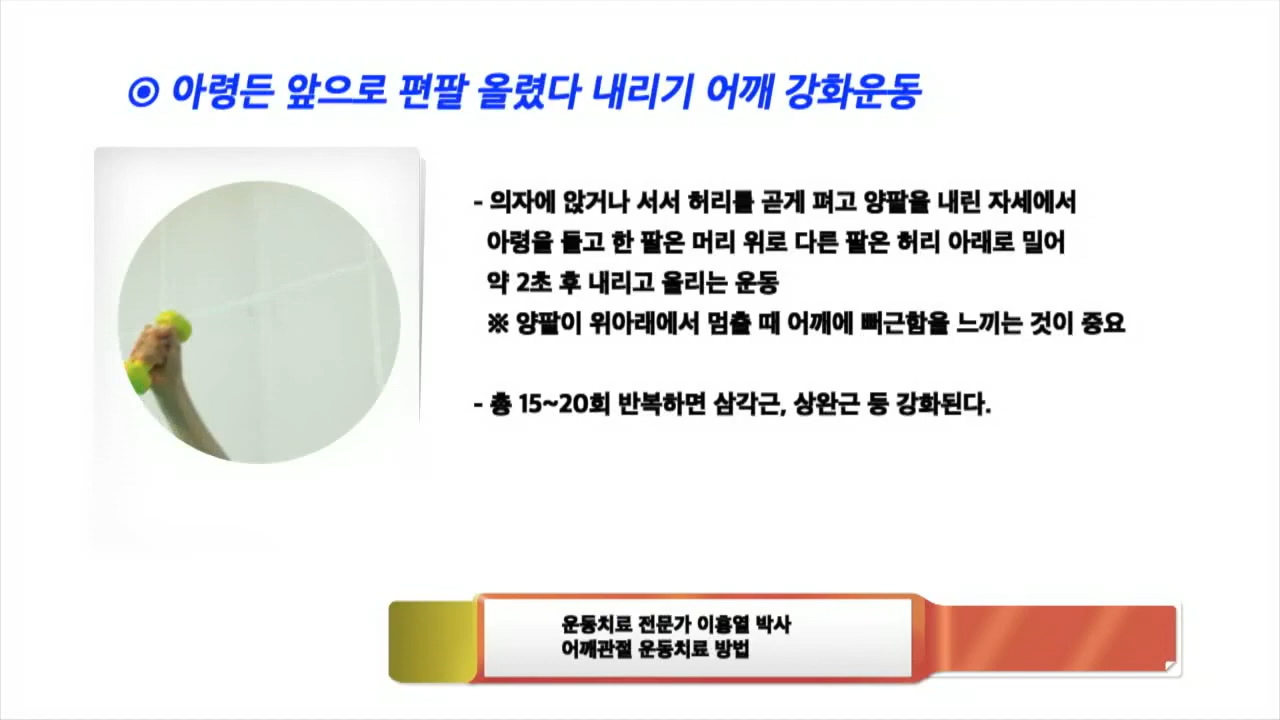 ◉ 아령든 앞으로 편팔 올렸다 내리기 어깨 강화운동
- 의자에 앉거나 서서 허리를 곧게 펴고 양팔을 내린 자세에서
아령을 들고 한 팔은 머리 위로 다른 팔은 허리 아래로 밀어
약 2초 후 내리고 올리는 운동
※ 양팔이 위아래에서 멈출 때 어깨에 뻐근함을 느끼는 것이 중요
- 총 15~20회 반복하면 삼각근, 상완근 등 강화된다.
운동치료 전문가 이홍열 박사
어깨관절 운동치료 방법